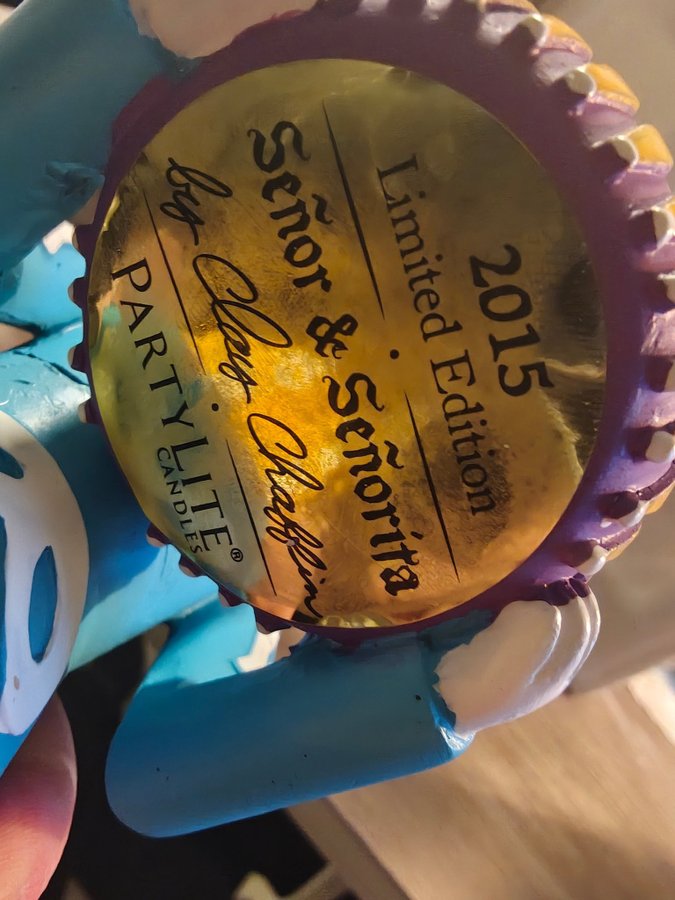 2015
Limited Edition
Señor & Señorita
by Clay Chaffin
PARTYLITE®
CANDLES